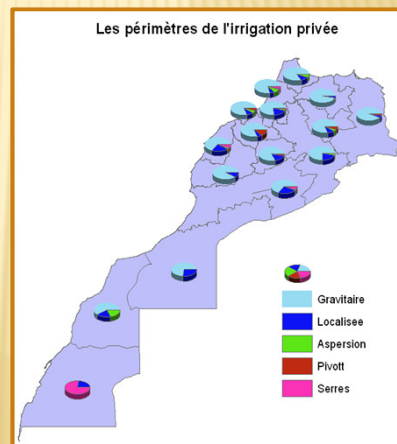 Les périmètres de l'irrigation privée
Gravitaire
Localisee
Aspersion
Pivott
Serres